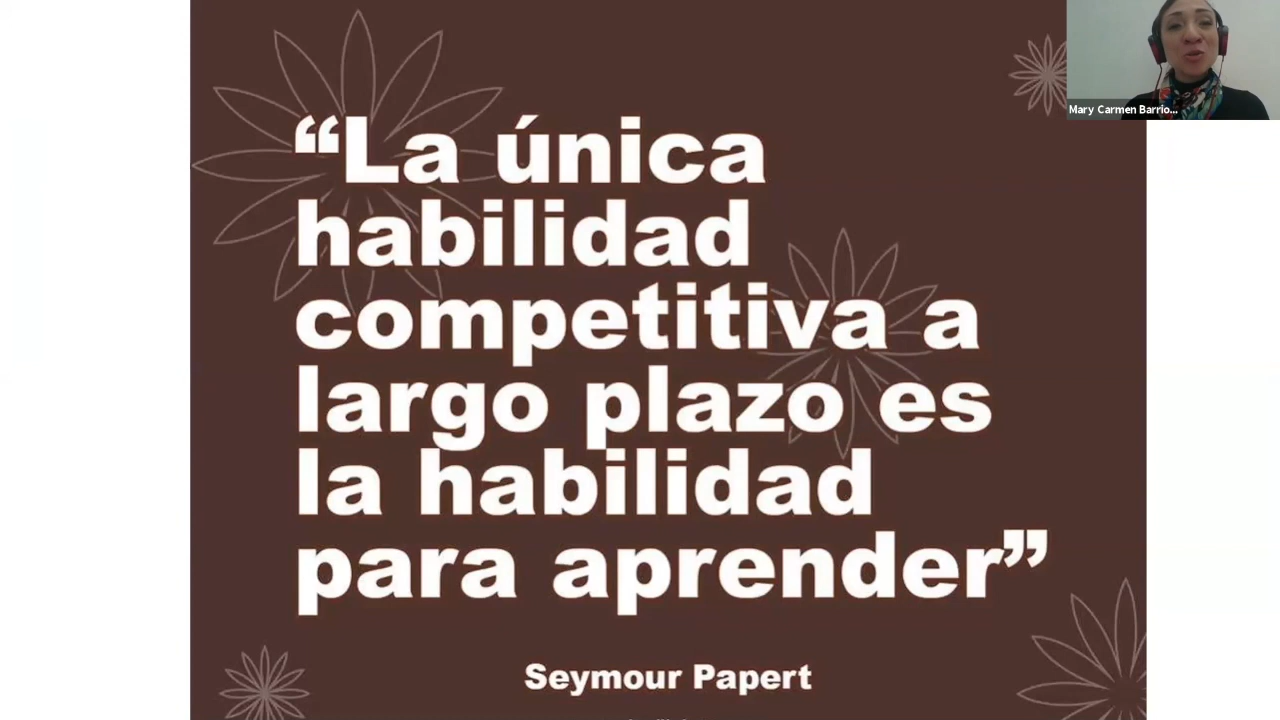 “La única
habilidad
competitiva a
largo plazo es
la habilidad
para aprender”
Seymour Papert
Mary Carmen Barrio...